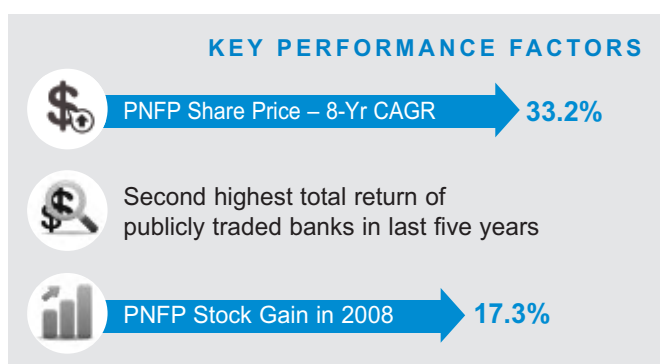 KEY PERFORMANCE FACTORS
PNFP Share Price – 8-Yr CAGR 33.2%
Second highest total return of
publicly traded banks in last five years
PNFP Stock Gain in 2008 17.3%